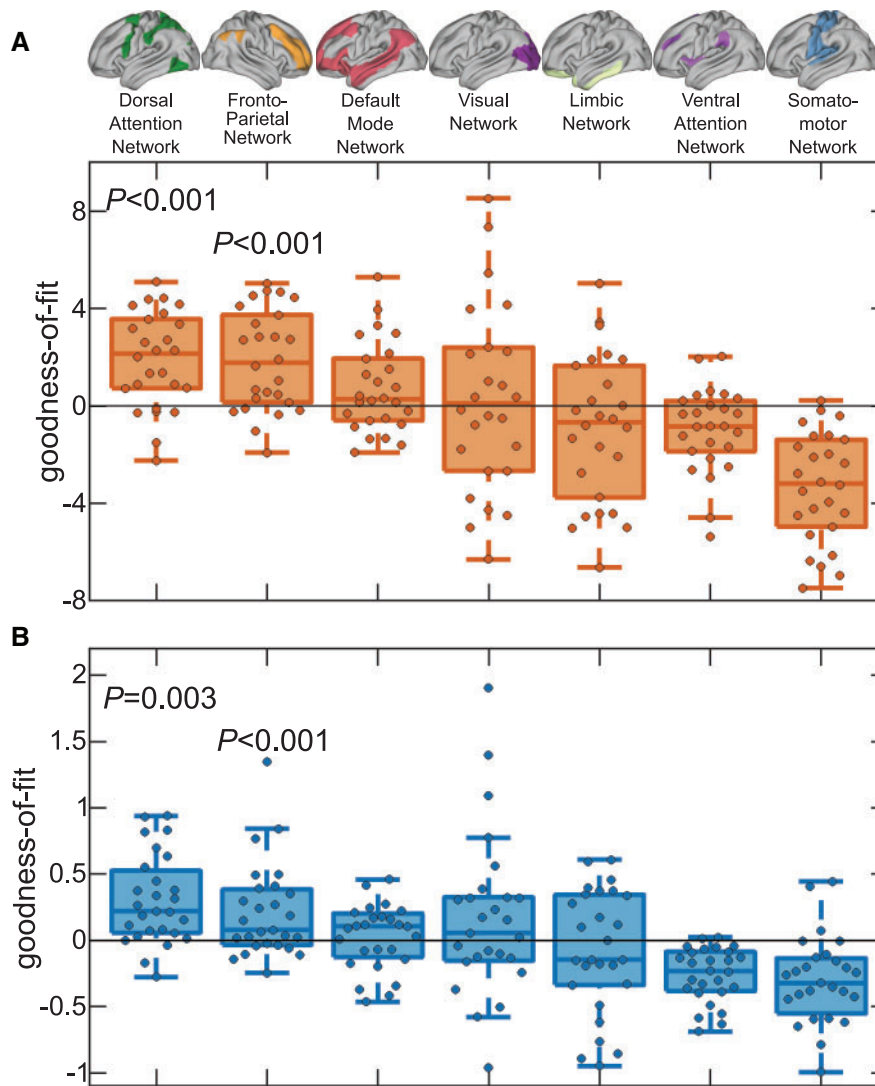 A
Dorsal
Attention
Network
Fronto-
Parietal
Network
Default
Mode
Network
Visual
Network
Limbic
Network
Ventral
Attention
Network
Somato-
motor
Network
goodness-of-fit
8
4
0
-4
-8
P<0.001
P<0.001
B
goodness-of-fit
2
1.5
1
0.5
0
-0.5
-1
P=0.003
P<0.001